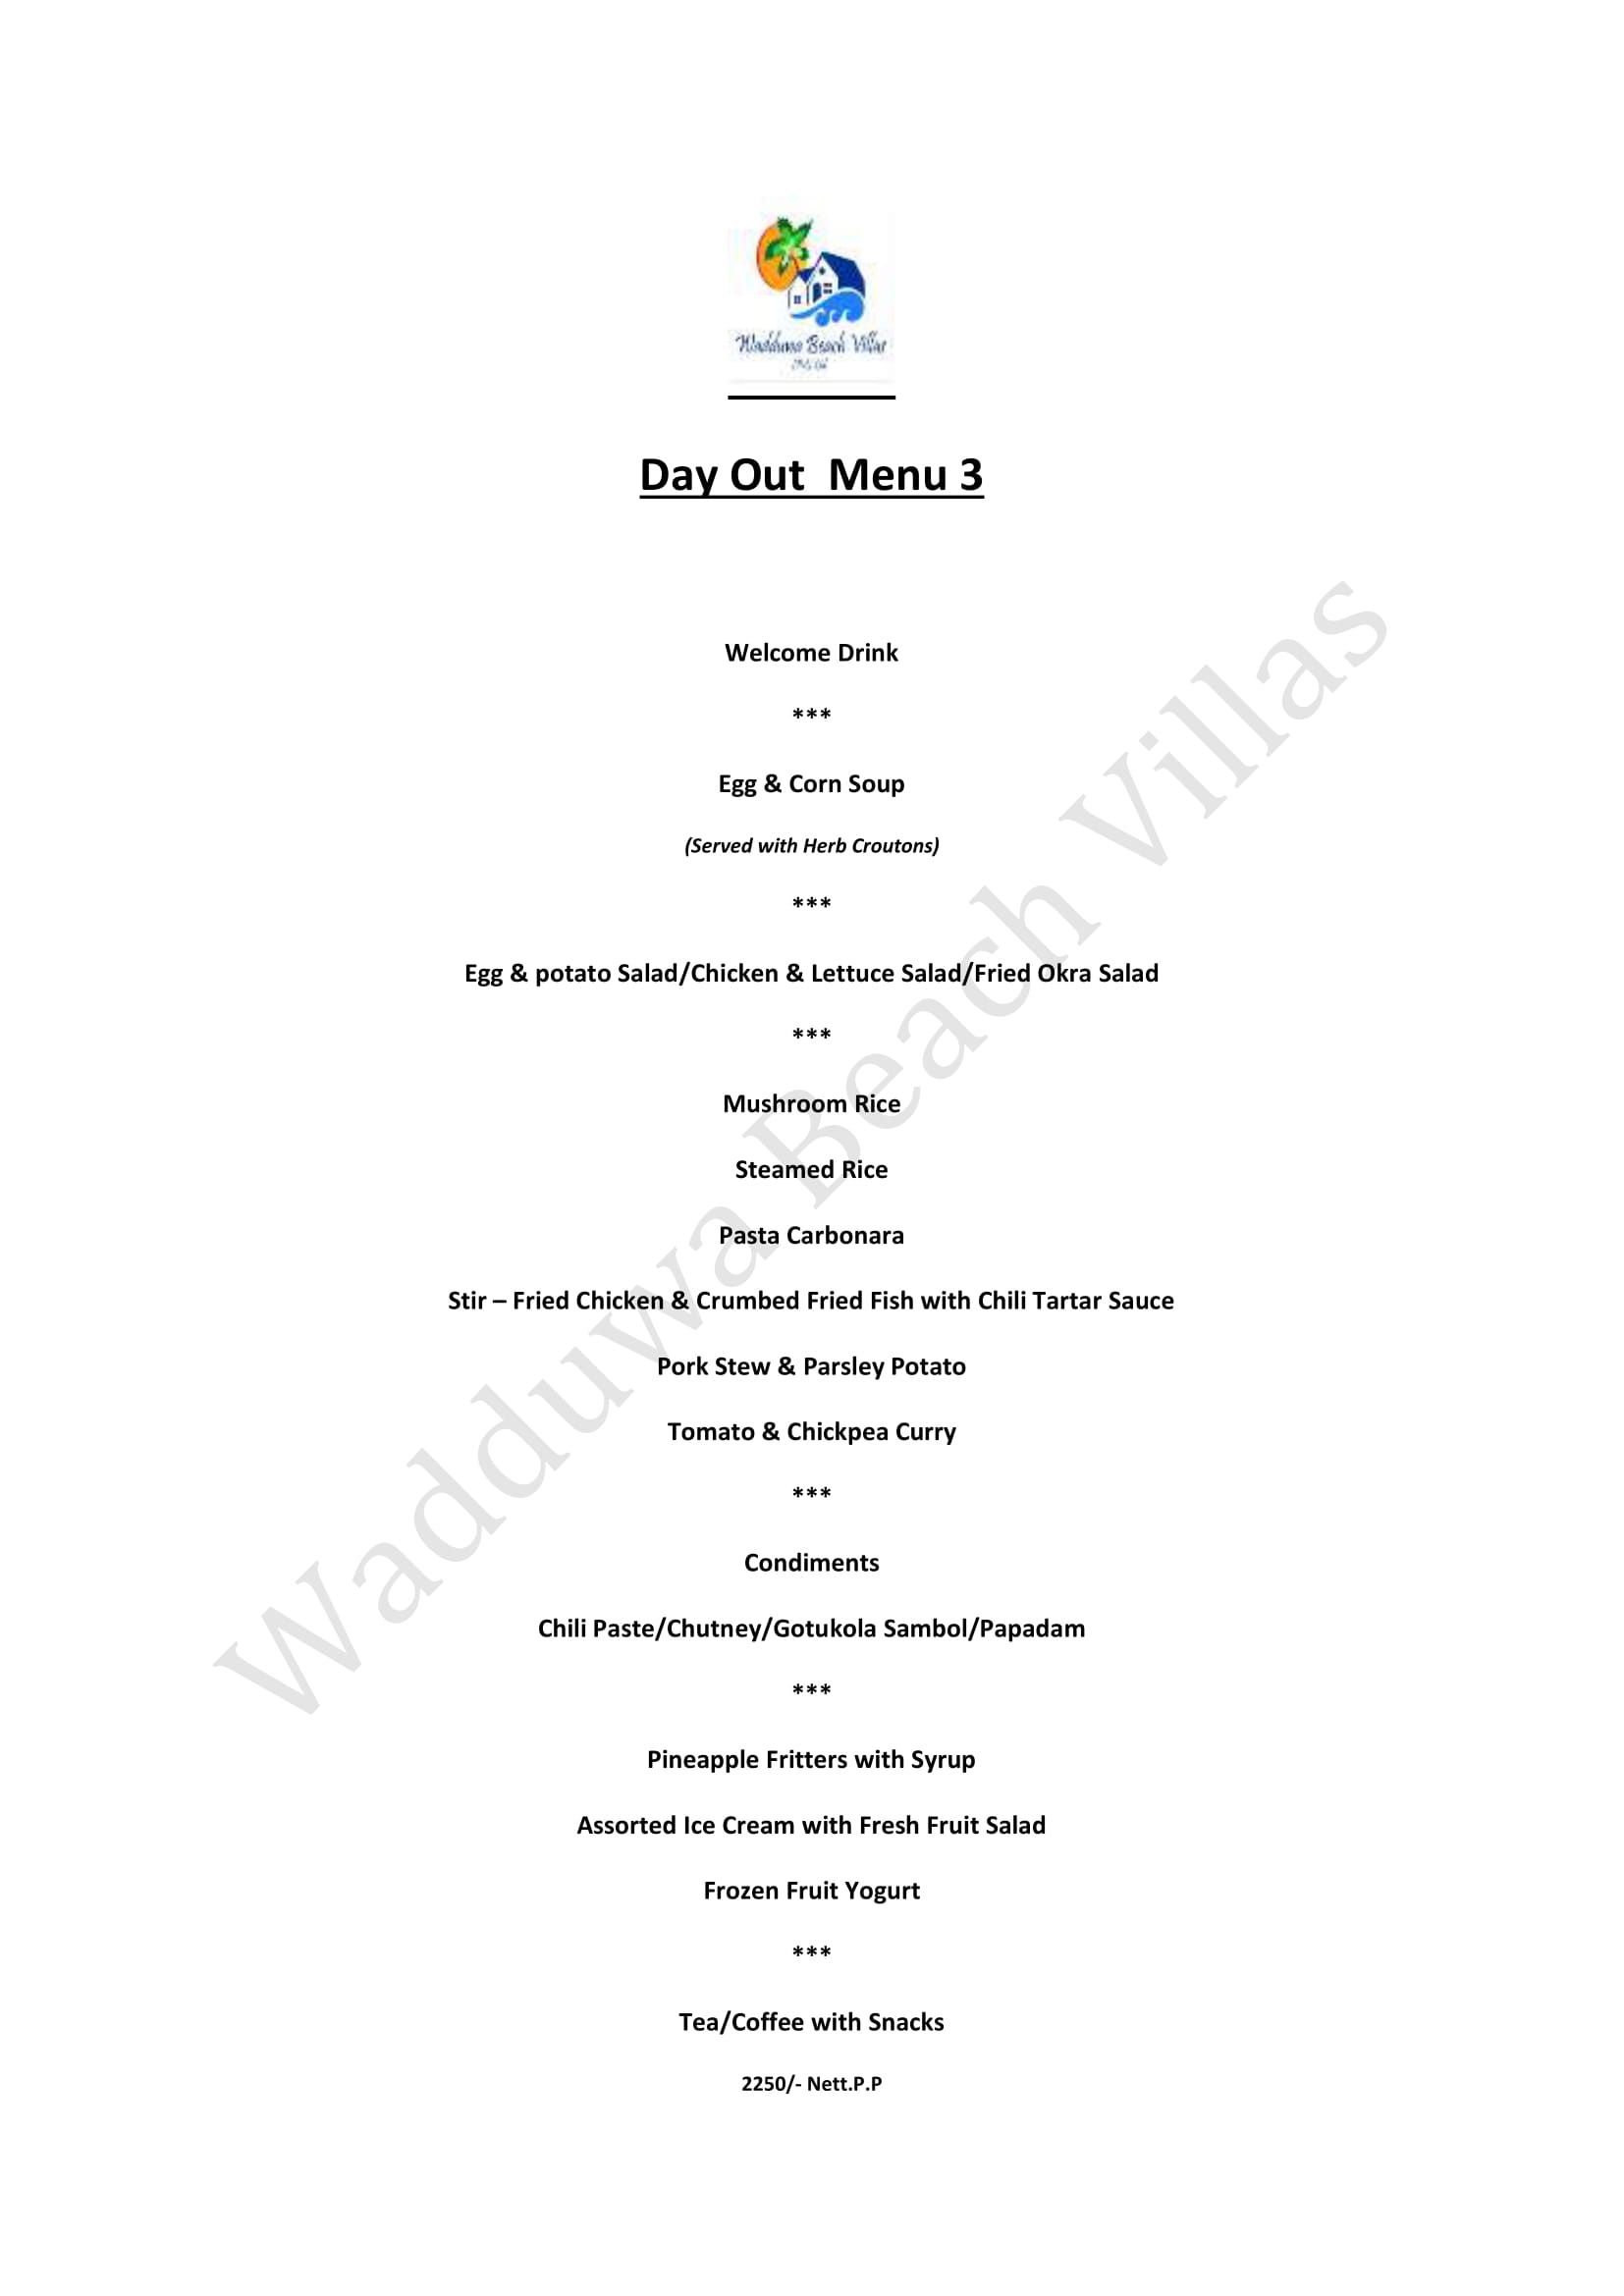 Wadduwa Beach Villas
Day Out  Menu 3
Welcome Drink
***
Egg & Corn Soup
(Served with Herb Croutons)
***
Egg & potato Salad/Chicken & Lettuce Salad/Fried Okra Salad
***
Mushroom Rice
Steamed Rice
Pasta Carbonara
Stir – Fried Chicken & Crumbed Fried Fish with Chili Tartar Sauce
Pork Stew & Parsley Potato
Tomato & Chickpea Curry
***
Condiments
Chili Paste/Chutney/Gotukola Sambol/Papadam
***
Pineapple Fritters with Syrup
Assorted Ice Cream with Fresh Fruit Salad
Frozen Fruit Yogurt
***
Tea/Coffee with Snacks
2250/- Nett.P.P
Wadduwa Beach Villas